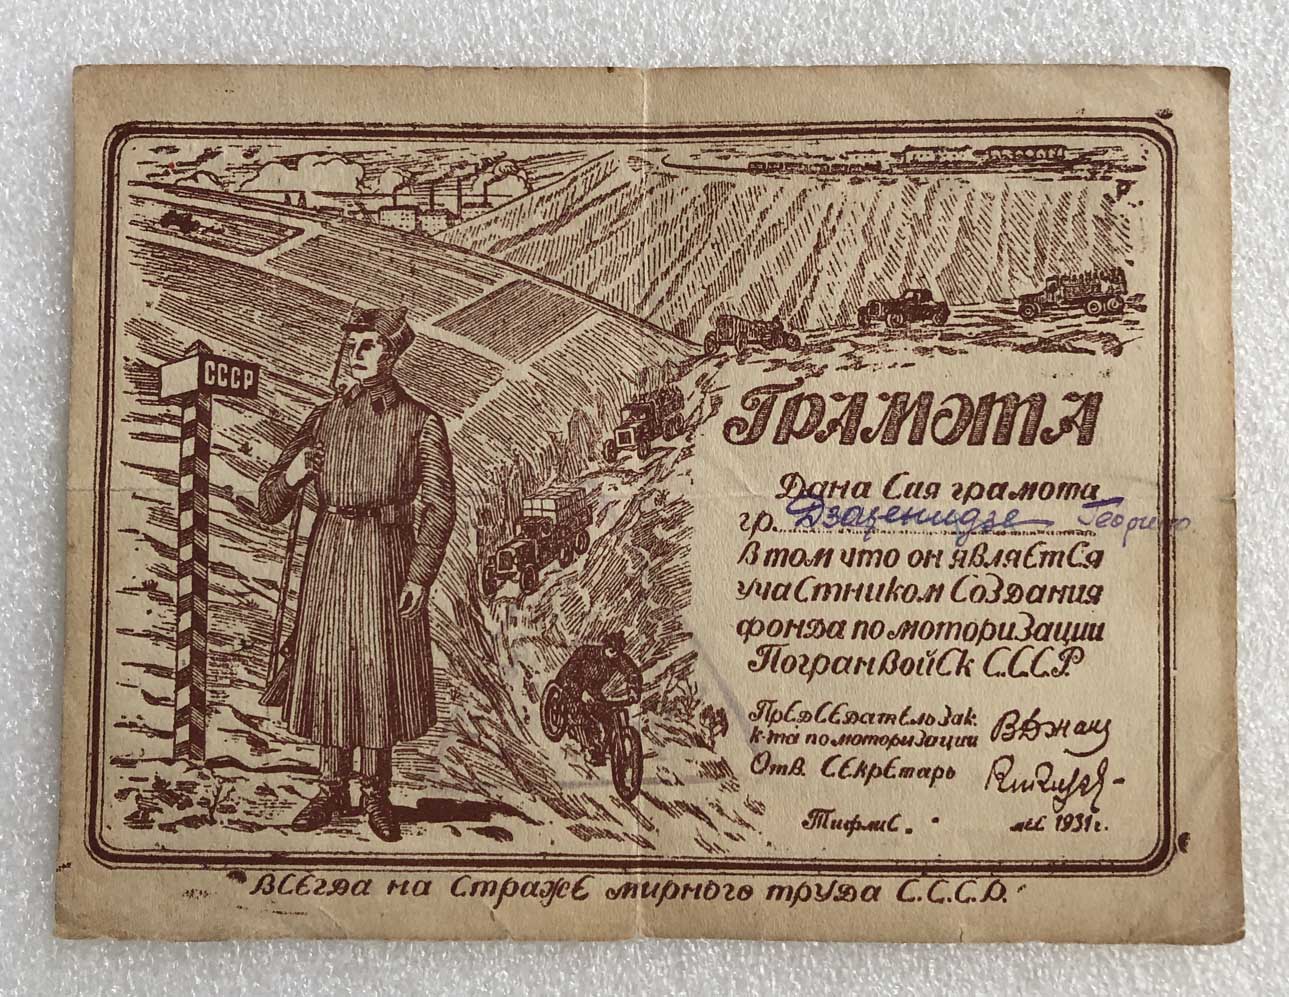 СССР
ГРАМОТА
Дана Сия грамота
гр. Дзаценидзе Георгию
В том что он является
участником Создания
фонда по моторизации
Погранвойск С.С.С.Р.
Председатель Зак.
к-та по моторизации
Отв. Секретарь
Тифлис. мес 1931 г.
Всегда на Страже мирного труда С.С.С.Р.